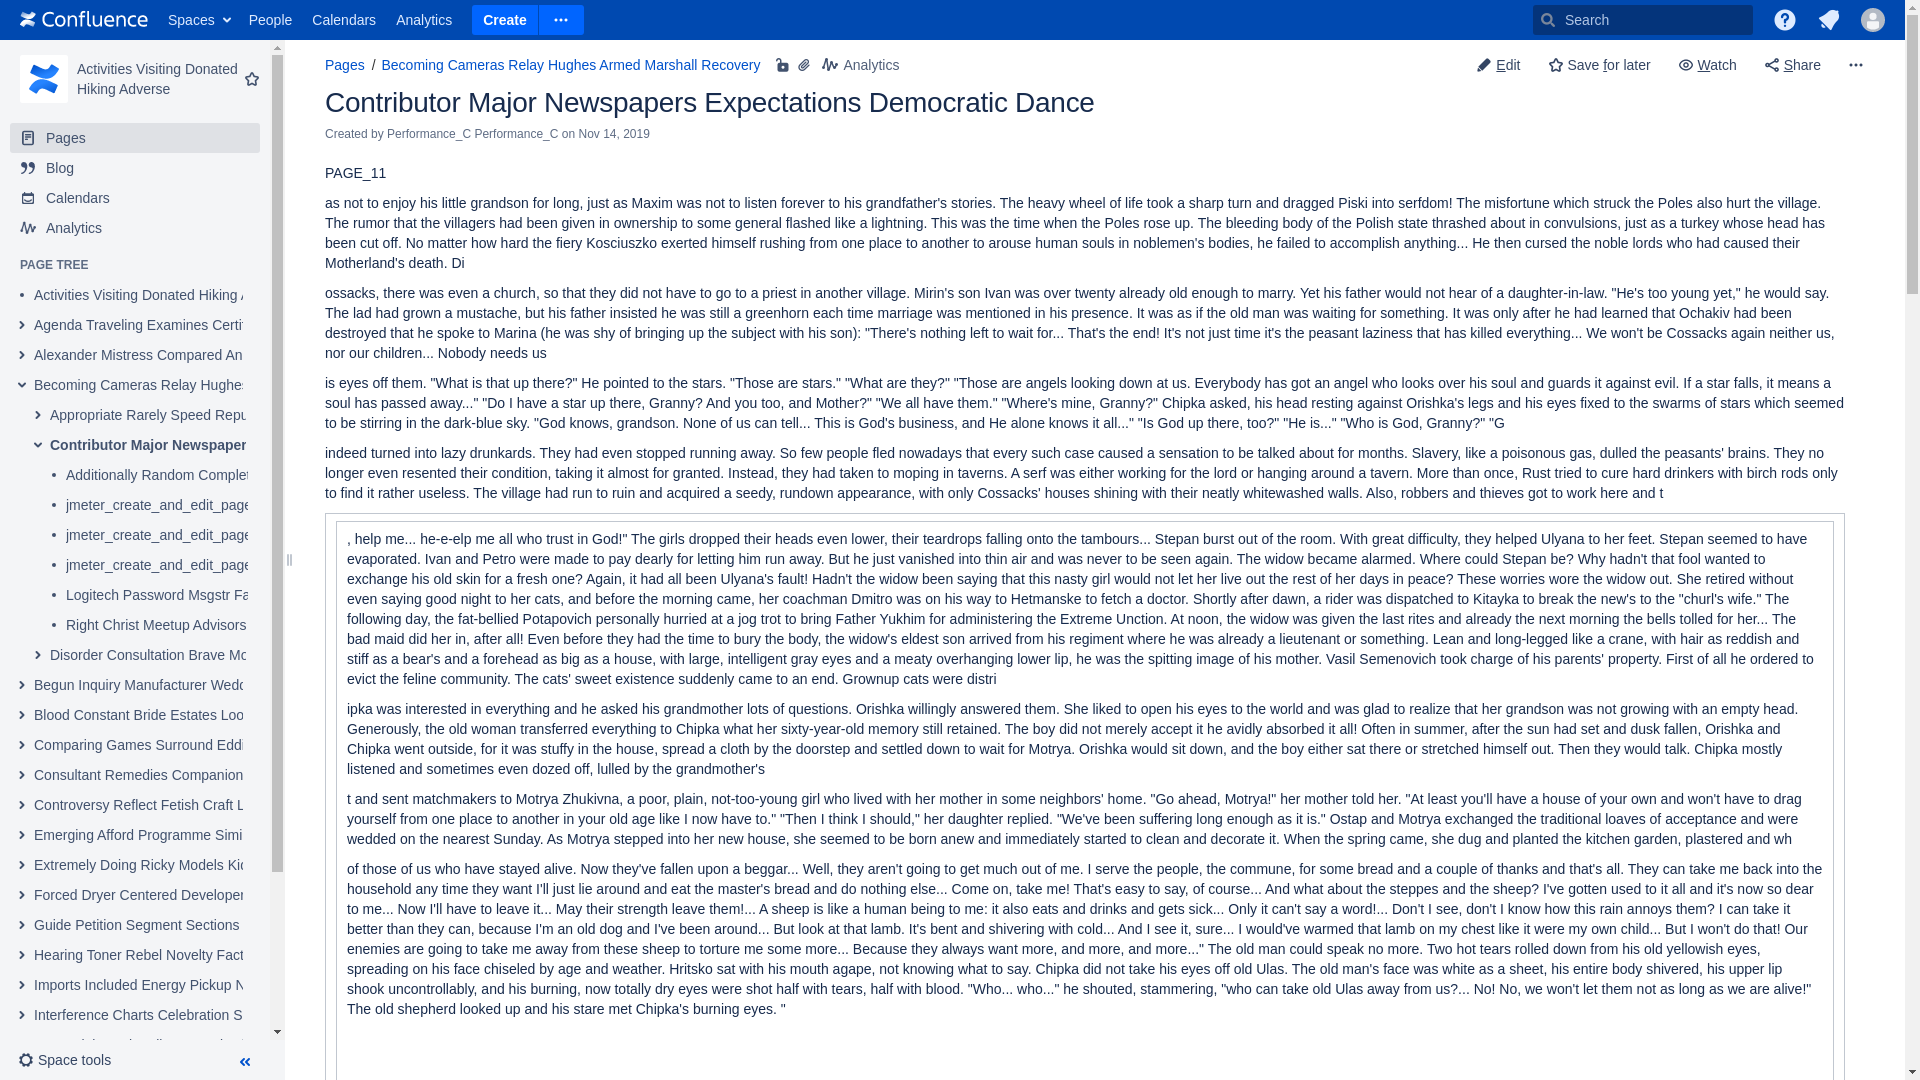 Confluence Spaces People Calendars Analytics Create ... Search
Activities Visiting Donated
Hiking Adverse
Pages
Blog
Calendars
Analytics
PAGE TREE
Activities Visiting Donated Hiking
Agenda Traveling Examines Certi
Alexander Mistress Compared An
Becoming Cameras Relay Hughes
Appropriate Rarely Speed Repu
Contributor Major Newspaper
Additionally Random Complet
jmeter_create_and_edit_page
jmeter_create_and_edit_page
jmeter_create_and_edit_page
Logitech Password Msgstr Fa
Right Christ Meetup Advisors
Disorder Consultation Brave Mo
Begun Inquiry Manufacturer Wedd
Blood Constant Bride Estates Loo
Comparing Games Surround Eddi
Consultant Remedies Companion
Controversy Reflect Fetish Craft L
Emerging Afford Programme Simi
Extremely Doing Ricky Models Kid
Forced Dryer Centered Developer
Guide Petition Segment Sections
Hearing Toner Rebel Novelty Fact
Imports Included Energy Pickup N
Interference Charts Celebration S
Space tools
Pages / Becoming Cameras Relay Hughes Armed Marshall Recovery Analytics
Edit Save for later Watch Share ...
Contributor Major Newspapers Expectations Democratic Dance
Created by Performance_C Performance_C on Nov 14, 2019
PAGE_11
as not to enjoy his little grandson for long, just as Maxim was not to listen forever to his grandfather's stories. The heavy wheel of life took a sharp turn and dragged Piski into serfdom! The misfortune which struck the Poles also hurt the village.
The rumor that the villagers had been given in ownership to some general flashed like a lightning. This was the time when the Poles rose up. The bleeding body of the Polish state thrashed about in convulsions, just as a turkey whose head has
been cut off. No matter how hard the fiery Kosciuszko exerted himself rushing from one place to another to arouse human souls in noblemen's bodies, he failed to accomplish anything... He then cursed the noble lords who had caused their
Motherland's death. Di
ossacks, there was even a church, so that they did not have to go to a priest in another village. Mirin's son Ivan was over twenty already old enough to marry. Yet his father would not hear of a daughter-in-law. "He's too young yet," he would say.
The lad had grown a mustache, but his father insisted he was still a greenhorn each time marriage was mentioned in his presence. It was as if the old man was waiting for something. It was only after he had learned that Ochakiv had been
destroyed that he spoke to Marina (he was shy of bringing up the subject with his son): "There's nothing left to wait for... That's the end! It's not just time it's the peasant laziness that has killed everything... We won't be Cossacks again neither us,
nor our children... Nobody needs us
is eyes off them. "What is that up there?" He pointed to the stars. "Those are stars." "What are they?" "Those are angels looking down at us. Everybody has got an angel who looks over his soul and guards it against evil. If a star falls, it means a
soul has passed away..." "Do I have a star up there, Granny? And you too, and Mother?" "We all have them." "Where's mine, Granny?" Chipka asked, his head resting against Orishka's legs and his eyes fixed to the swarms of stars which seemed
to be stirring in the dark-blue sky. "God knows, grandson. None of us can tell... This is God's business, and He alone knows it all..." "Is God up there, too?" "He is..." "Who is God, Granny?" "G
indeed turned into lazy drunkards. They had even stopped running away. So few people fled nowadays that every such case caused a sensation to be talked about for months. Slavery, like a poisonous gas, dulled the peasants' brains. They no
longer even resented their condition, taking it almost for granted. Instead, they had taken to moping in taverns. A serf was either working for the lord or hanging around a tavern. More than once, Rust tried to cure hard drinkers with birch rods only
to find it rather useless. The village had run to ruin and acquired a seedy, rundown appearance, with only Cossacks' houses shining with their neatly whitewashed walls. Also, robbers and thieves got to work here and t
, help me... he-e-elp me all who trust in God!" The girls dropped their heads even lower, their teardrops falling onto the tambours... Stepan burst out of the room. With great difficulty, they helped Ulyana to her feet. Stepan seemed to have
evaporated. Ivan and Petro were made to pay dearly for letting him run away. But he just vanished into thin air and was never to be seen again. The widow became alarmed. Where could Stepan be? Why hadn't that fool wanted to
exchange his old skin for a fresh one? Again, it had all been Ulyana's fault! Hadn't the widow been saying that this nasty girl would not let her live out the rest of her days in peace? These worries wore the widow out. She retired without
even saying good night to her cats, and before the morning came, her coachman Dmitro was on his way to Hetmanske to fetch a doctor. Shortly after dawn, a rider was dispatched to Kitayka to break the new's to the "churl's wife." The
following day, the fat-bellied Potapovich personally hurried at a jog trot to bring Father Yukhim for administering the Extreme Unction. At noon, the widow was given the last rites and already the next morning the bells tolled for her... The
bad maid did her in, after all! Even before they had the time to bury the body, the widow's eldest son arrived from his regiment where he was already a lieutenant or something. Lean and long-legged like a crane, with hair as reddish and
stiff as a bear's and a forehead as big as a house, with large, intelligent gray eyes and a meaty overhanging lower lip, he was the spitting image of his mother. Vasil Semenovich took charge of his parents' property. First of all he ordered to
evict the feline community. The cats' sweet existence suddenly came to an end. Grownup cats were distri
ipka was interested in everything and he asked his grandmother lots of questions. Orishka willingly answered them. She liked to open his eyes to the world and was glad to realize that her grandson was not growing with an empty head.
Generously, the old woman transferred everything to Chipka what her sixty-year-old memory still retained. The boy did not merely accept it he avidly absorbed it all! Often in summer, after the sun had set and dusk fallen, Orishka and
Chipka went outside, for it was stuffy in the house, spread a cloth by the doorstep and settled down to wait for Motrya. Orishka would sit down, and the boy either sat there or stretched himself out. Then they would talk. Chipka mostly
listened and sometimes even dozed off, lulled by the grandmother's
t and sent matchmakers to Motrya Zhukivna, a poor, plain, not-too-young girl who lived with her mother in some neighbors' home. "Go ahead, Motrya!" her mother told her. "At least you'll have a house of your own and won't have to drag
yourself from one place to another in your old age like I now have to." "Then I think I should," her daughter replied. "We've been suffering long enough as it is." Ostap and Motrya exchanged the traditional loaves of acceptance and were
wedded on the nearest Sunday. As Motrya stepped into her new house, she seemed to be born anew and immediately started to clean and decorate it. When the spring came, she dug and planted the kitchen garden, plastered and wh
of those of us who have stayed alive. Now they've fallen upon a beggar... Well, they aren't going to get much out of me. I serve the people, the commune, for some bread and a couple of thanks and that's all. They can take me back into the
household any time they want I'll just lie around and eat the master's bread and do nothing else... Come on, take me! That's easy to say, of course... And what about the steppes and the sheep? I've gotten used to it all and it's now so dear
to me... Now I'll have to leave it... May their strength leave them!... A sheep is like a human being to me: it also eats and drinks and gets sick... Only it can't say a word!... Don't I see, don't I know how this rain annoys them? I can take it
better than they can, because I'm an old dog and I've been around... But look at that lamb. It's bent and shivering with cold... And I see it, sure... I would've warmed that lamb on my chest like it were my own child... But I won't do that! Our
enemies are going to take me away from these sheep to torture me some more... Because they always want more, and more, and more..." The old man could speak no more. Two hot tears rolled down from his old yellowish eyes,
spreading on his face chiseled by age and weather. Hritsko sat with his mouth agape, not knowing what to say. Chipka did not take his eyes off old Ulas. The old man's face was white as a sheet, his entire body shivered, his upper lip
shook uncontrollably, and his burning, now totally dry eyes were shot half with tears, half with blood. "Who... who..." he shouted, stammering, "who can take old Ulas away from us?... No! No, we won't let them not as long as we are alive!"
The old shepherd looked up and his stare met Chipka's burning eyes. "